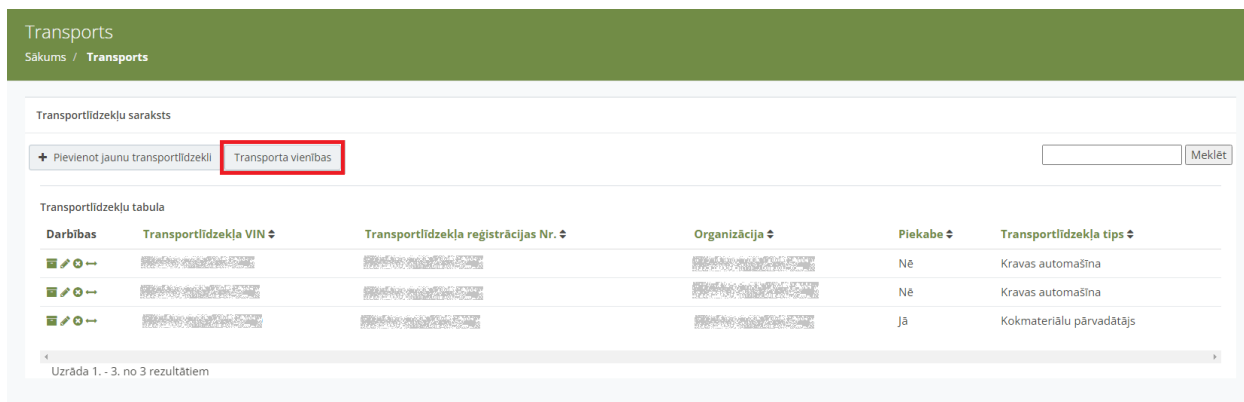 Transports
Sākums / Transports
Transportlīdzekļu saraksts
+ Pievienot jaunu transportlīdzekli Transporta vienības Meklēt
Transportlīdzekļu tabula
Darbības Transportlīdzekļa VIN Transportlīdzekļa reģistrācijas Nr. Organizācija Piekabe Transportlīdzekļa tips
Nē Kravas automašīna
Nē Kravas automašīna
Jā Kokmateriālu pārvadātājs
Uzrāda 1. - 3. no 3 rezultātiem